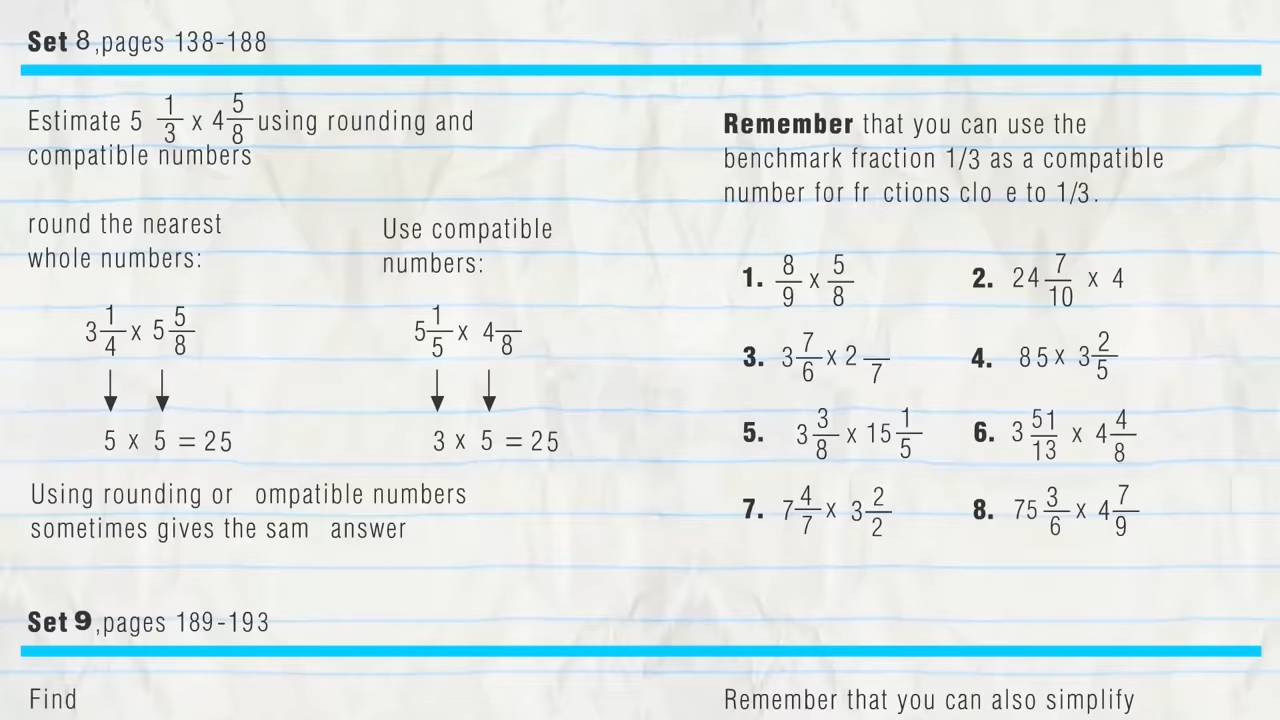 Set 8,pages 138-188
Estimate 5 1/3 x 4 5/8 using rounding and
compatible numbers
round the nearest
whole numbers:
3 1/4 x 5 5/8
5 x 5 = 25
Use compatible
numbers:
5 1/5 x 4 /8
3 x 5 = 25
Using rounding or ompatible numbers
sometimes gives the sam answer
Remember that you can use the
benchmark fraction 1/3 as a compatible
number for fr ctions clo e to 1/3.
1. 8/9 x 5/8
2. 24 7/10 x 4
3. 3 7/6 x 2 /7
4. 85 x 3 2/5
5. 3 3/8 x 15 1/5
6. 3 51/13 x 4 4/8
7. 7 4/7 x 3 2/2
8. 75 3/6 x 4 7/9
Set 9,pages 189-193
Find
Remember that you can also simplify